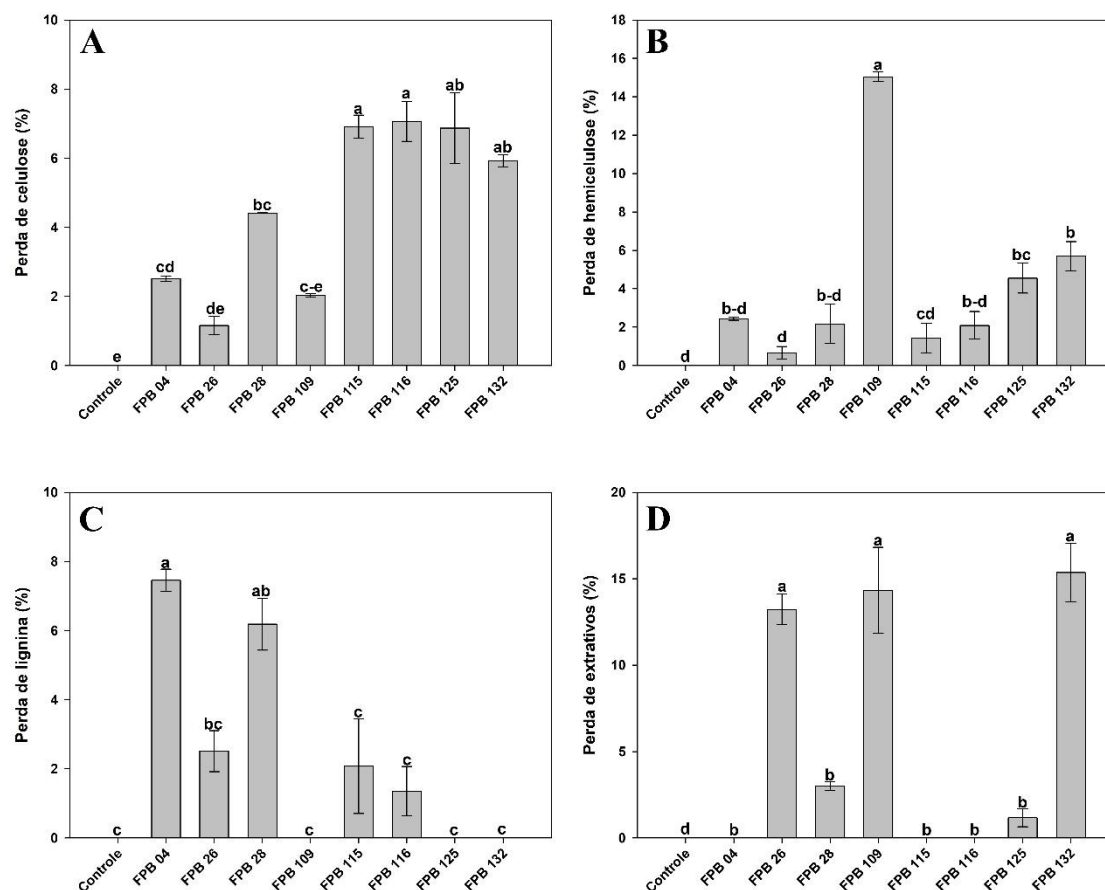 A
Perda de celulose (%)
10
8
6
4
2
0
e
cd
de
bc
c-e
a
a
ab
ab
Controle
FPB 04
FPB 26
FPB 28
FPB 109
FPB 115
FPB 116
FPB 125
FPB 132
B
Perda de hemicelulose (%)
18
16
14
12
10
8
6
4
2
0
d
b-d
d
b-d
a
cd
b-d
bc
b
Controle
FPB 04
FPB 26
FPB 28
FPB 109
FPB 115
FPB 116
FPB 125
FPB 132
C
Perda de lignina (%)
10
8
6
4
2
0
c
a
bc
ab
c
c
c
c
c
Controle
FPB 04
FPB 26
FPB 28
FPB 109
FPB 115
FPB 116
FPB 125
FPB 132
D
Perda de extrativos (%)
20
15
10
5
0
d
b
a
b
a
b
b
b
a
Controle
FPB 04
FPB 26
FPB 28
FPB 109
FPB 115
FPB 116
FPB 125
FPB 132